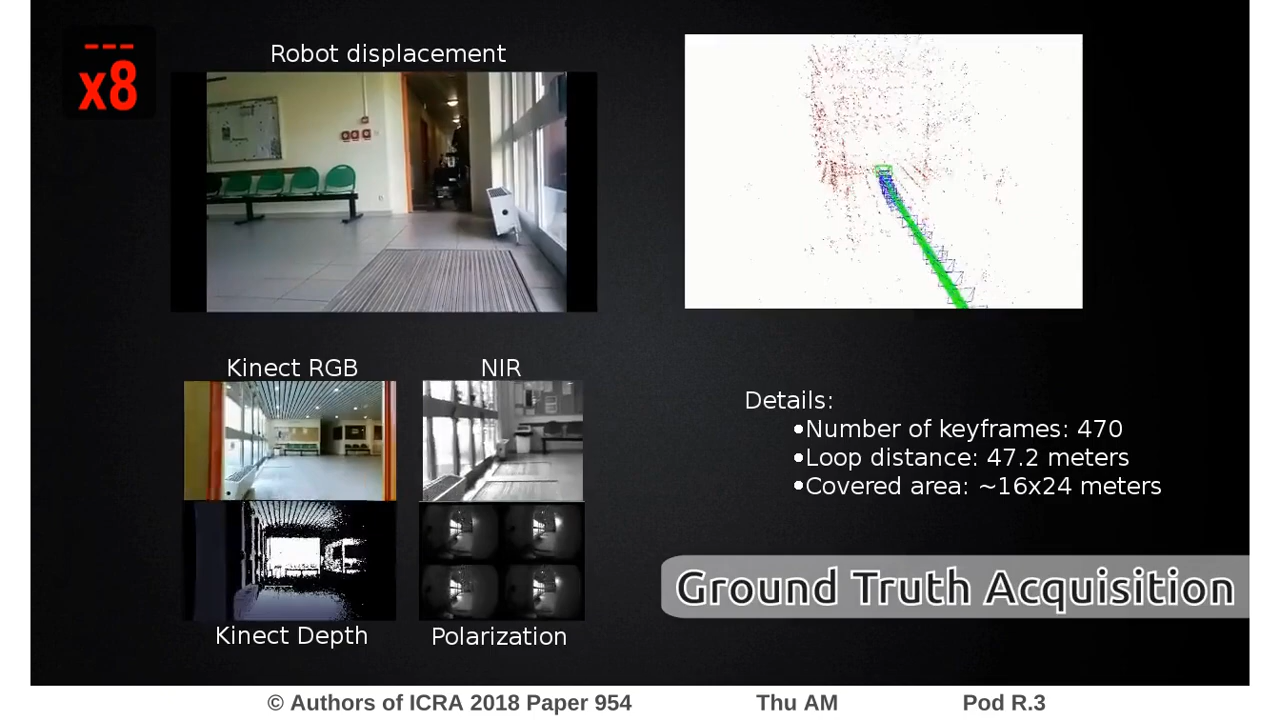 x8
Robot displacement
Kinect RGB
NIR
Kinect Depth
Polarization
Details:
•Number of keyframes: 470
•Loop distance: 47.2 meters
•Covered area: ~16x24 meters
Ground Truth Acquisition
© Authors of ICRA 2018 Paper 954 Thu AM Pod R.3